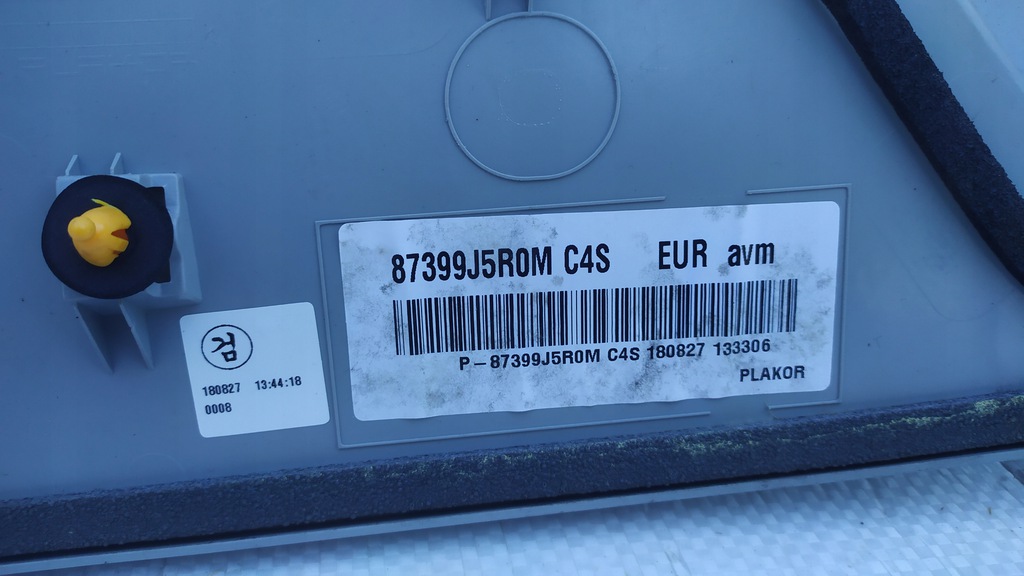 87399J5R0M C4S EUR avm
P-87399J5R0M C4S 180827 133306
PLAKOR
검
180827 13:44:18
0008